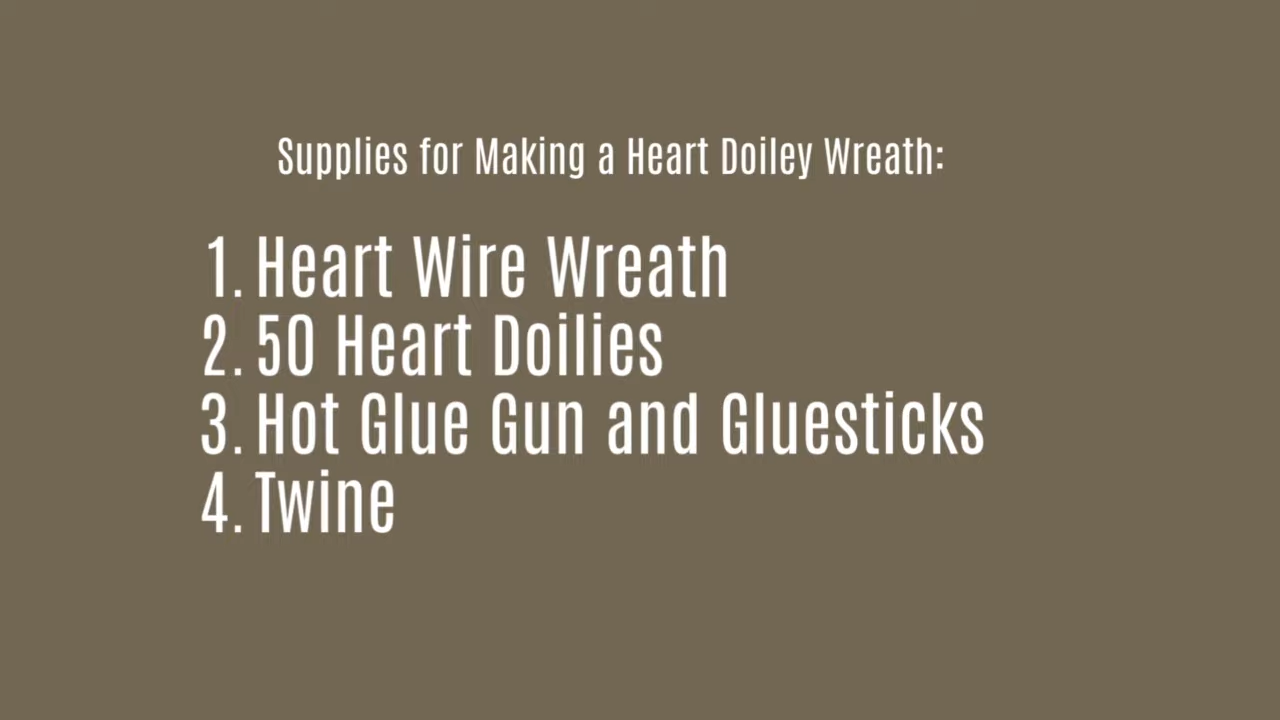 Supplies for Making a Heart Doiley Wreath:
1. Heart Wire Wreath
2. 50 Heart Doilies
3. Hot Glue Gun and Gluesticks
4. Twine